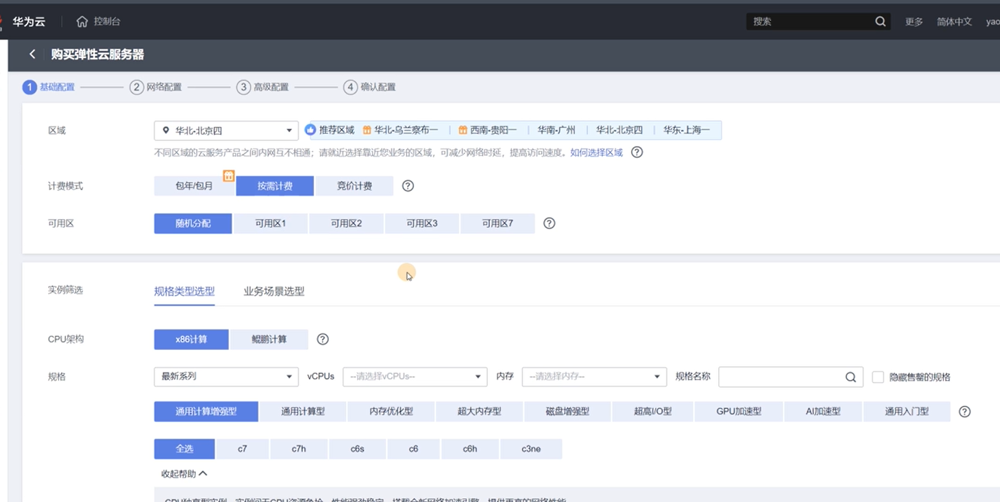 华为云 控制台 搜索 更多 简体中文 yao
购买弹性云服务器
1 基础配置 2 网络配置 3 高级配置 4 确认配置
区域 华北-北京四 推荐区域 华北-乌兰察布一 西南-贵阳一 华南-广州 华北-北京四 华东-上海一
不同区域的云服务产品之间内网互不相通；请就近选择靠近您业务的区域，可减少网络时延，提高访问速度。如何选择区域 ?
计费模式 包年/包月 按需计费 竞价计费 ?
可用区 随机分配 可用区1 可用区2 可用区3 可用区7 ?
实例筛选 规格类型选型 业务场景选型
CPU架构 x86计算 鲲鹏计算 ?
规格 最新系列 vCPUs --请选择vCPUs-- 内存 --请选择内存-- 规格名称 隐藏售罄的规格
通用计算增强型 通用计算型 内存优化型 超大内存型 磁盘增强型 超高I/O型 GPU加速型 AI加速型 通用入门型 ?
全选 c7 c7h c6s c6 c6h c3ne
收起帮助